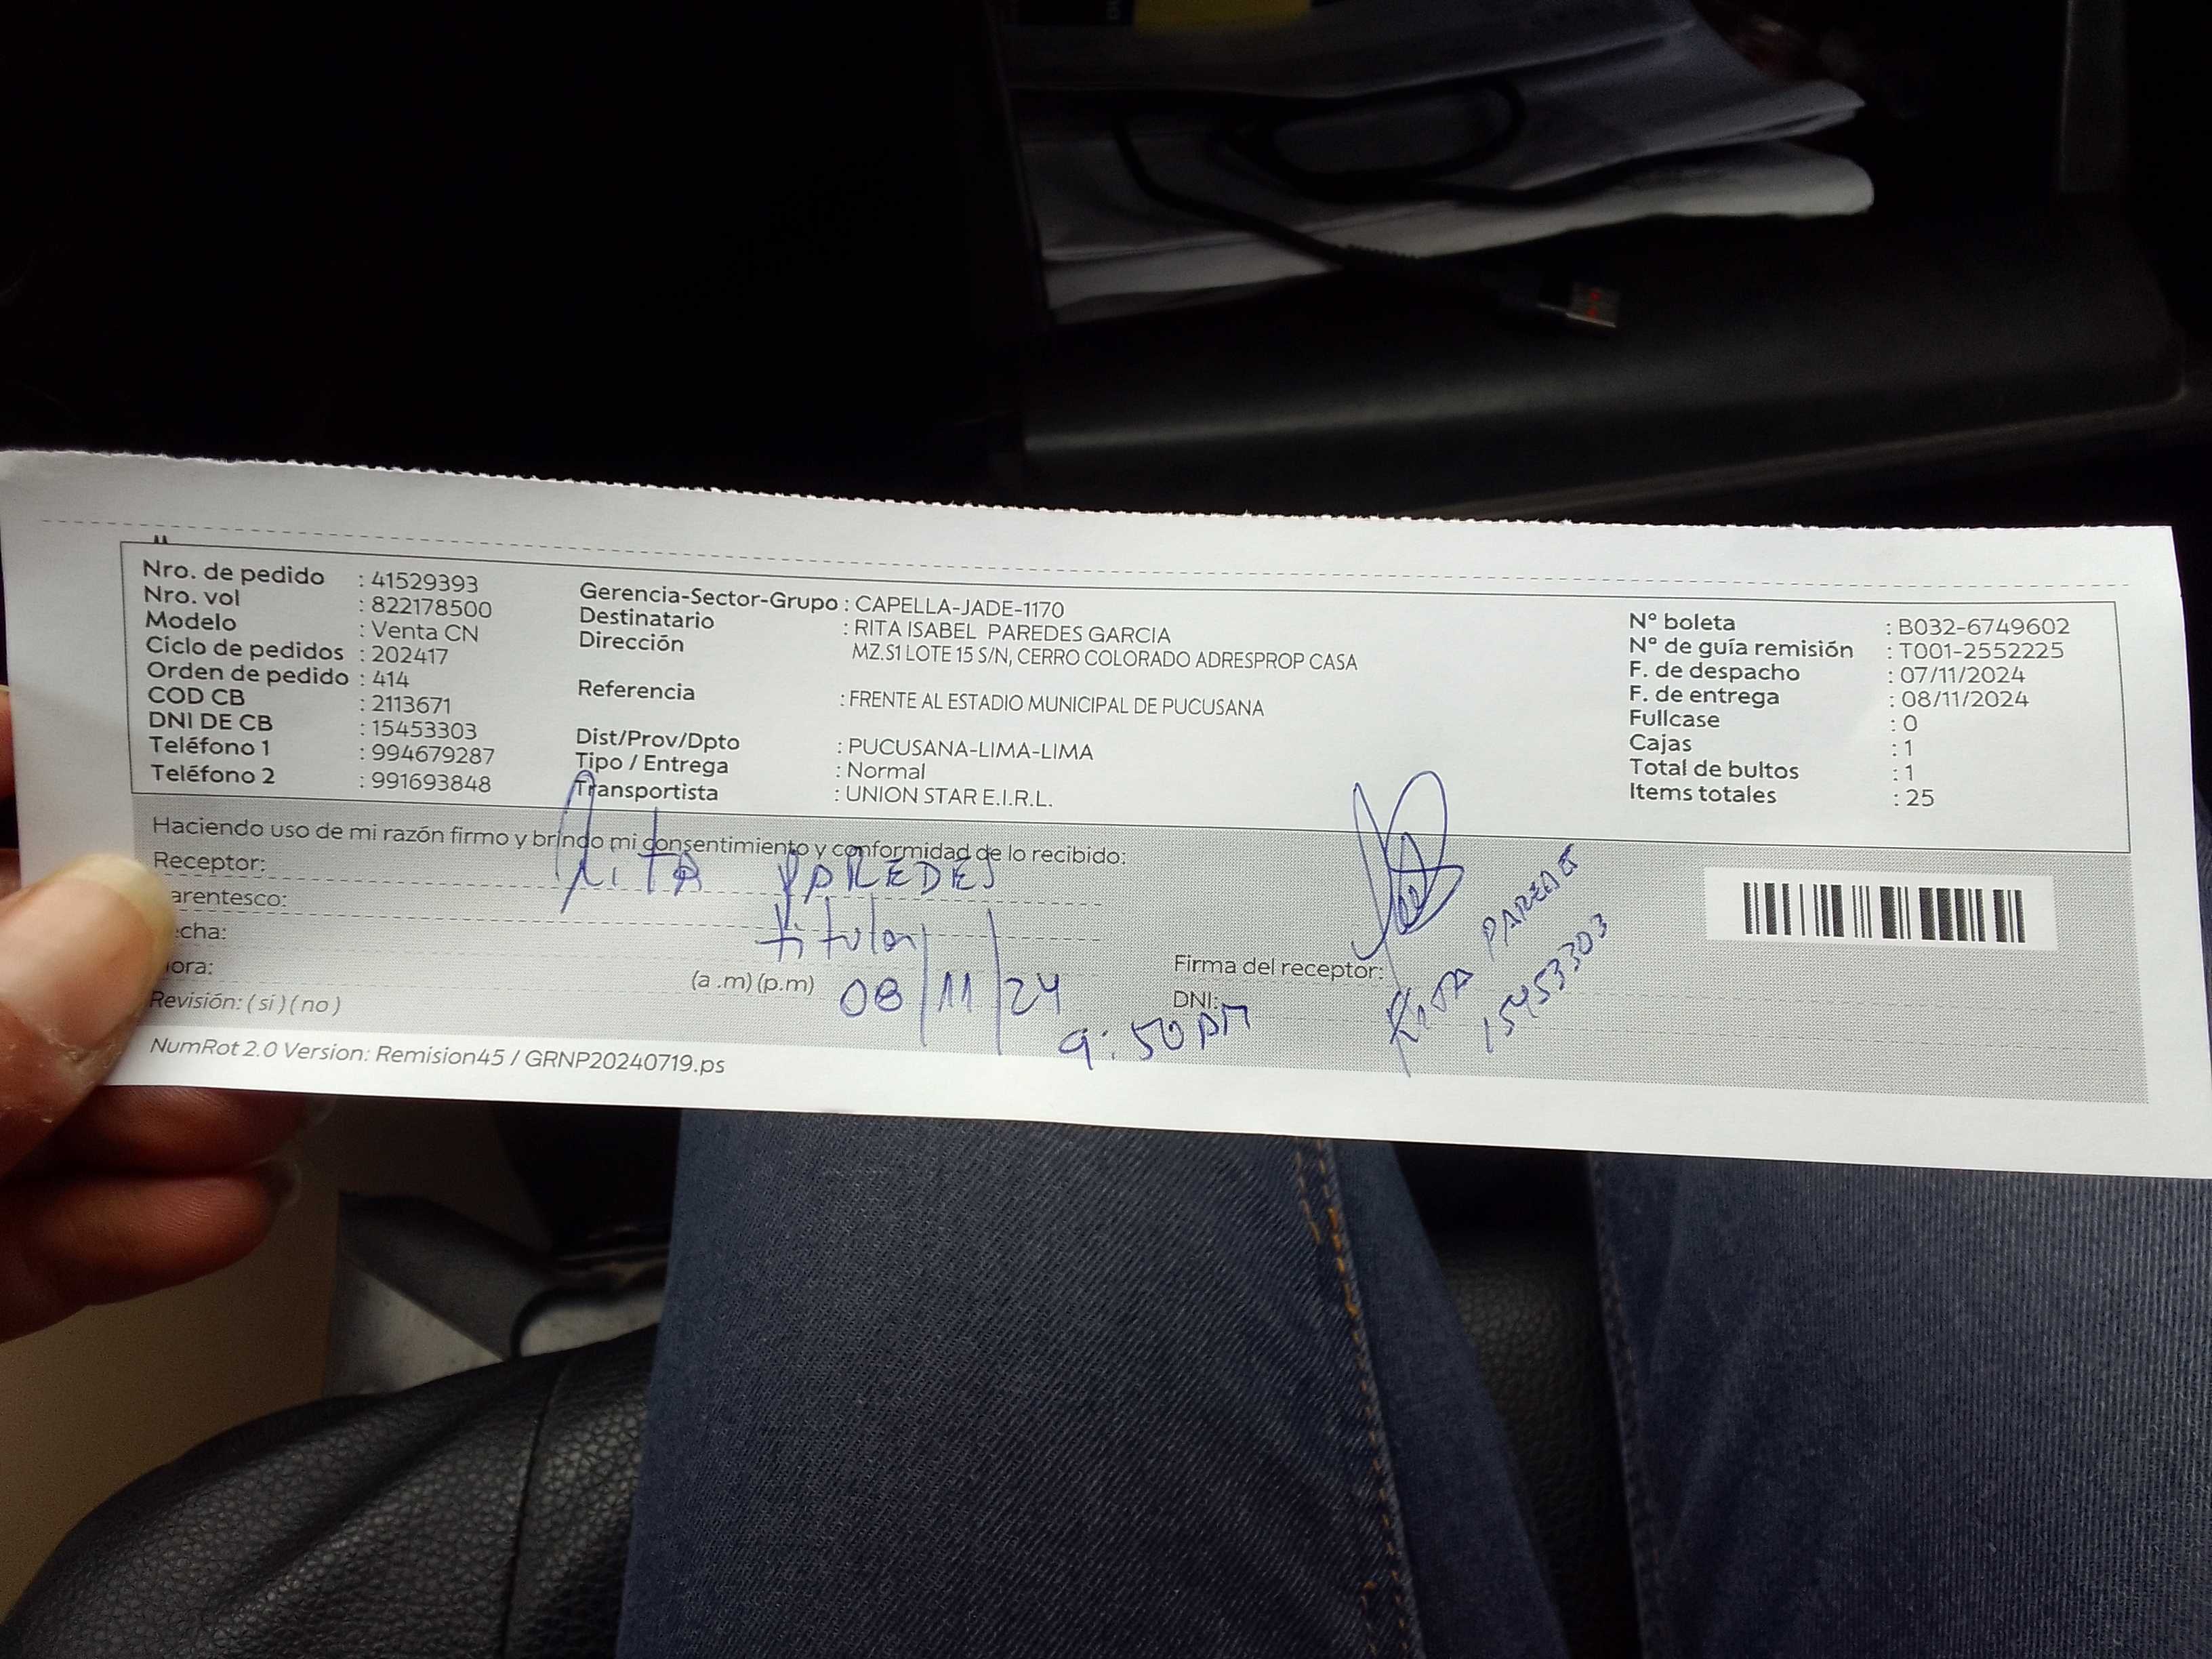 Nro. de pedido : 41529393
Nro. vol : 822178500
Modelo : Venta CN
Ciclo de pedidos : 202417
Orden de pedido : 414
COD CB : 2113671
DNI DE CB : 15453303
Teléfono 1 : 994679287
Teléfono 2 : 991693848
Gerencia-Sector-Grupo : CAPELLA-JADE-1170
Destinatario : RITA ISABEL PAREDES GARCIA
Dirección MZ.S1 LOTE 15 S/N, CERRO COLORADO ADRESPROP CASA
Referencia : FRENTE AL ESTADIO MUNICIPAL DE PUCUSANA
Dist/Prov/Dpto : PUCUSANA-LIMA-LIMA
Tipo / Entrega : Normal
Transportista : UNION STAR E.I.R.L.
N° boleta : B032-6749602
N° de guía remisión : T001-2552225
F. de despacho : 07/11/2024
F. de entrega : 08/11/2024
Fullcase : 0
Cajas : 1
Total de bultos : 1
Items totales : 25
Haciendo uso de mi razón firmo y brindo mi consentimiento y conformidad de lo recibido:
Receptor: Rita PAREDES
arentesco: titular
echa: 08/11/24
ora: (a .m) (p.m) 9:50
Revisión: ( si ) ( no )
Firma del receptor:
DNI:
RITA PAREDES
15453303
NumRot 2.0 Version: Remision45 / GRNP20240719.ps